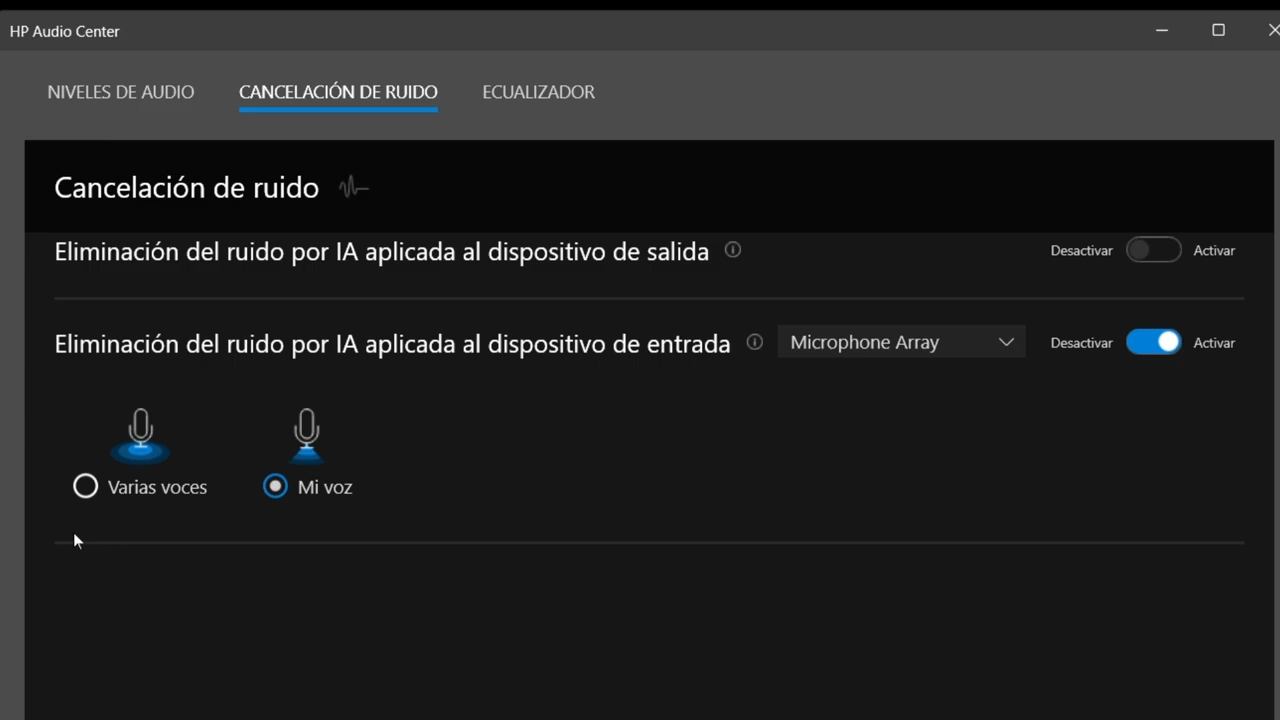 HP Audio Center
NIVELES DE AUDIO CANCELACIÓN DE RUIDO ECUALIZADOR
Cancelación de ruido
Eliminación del ruido por IA aplicada al dispositivo de salida Desactivar Activar
Eliminación del ruido por IA aplicada al dispositivo de entrada Microphone Array Desactivar Activar
Varias voces Mi voz